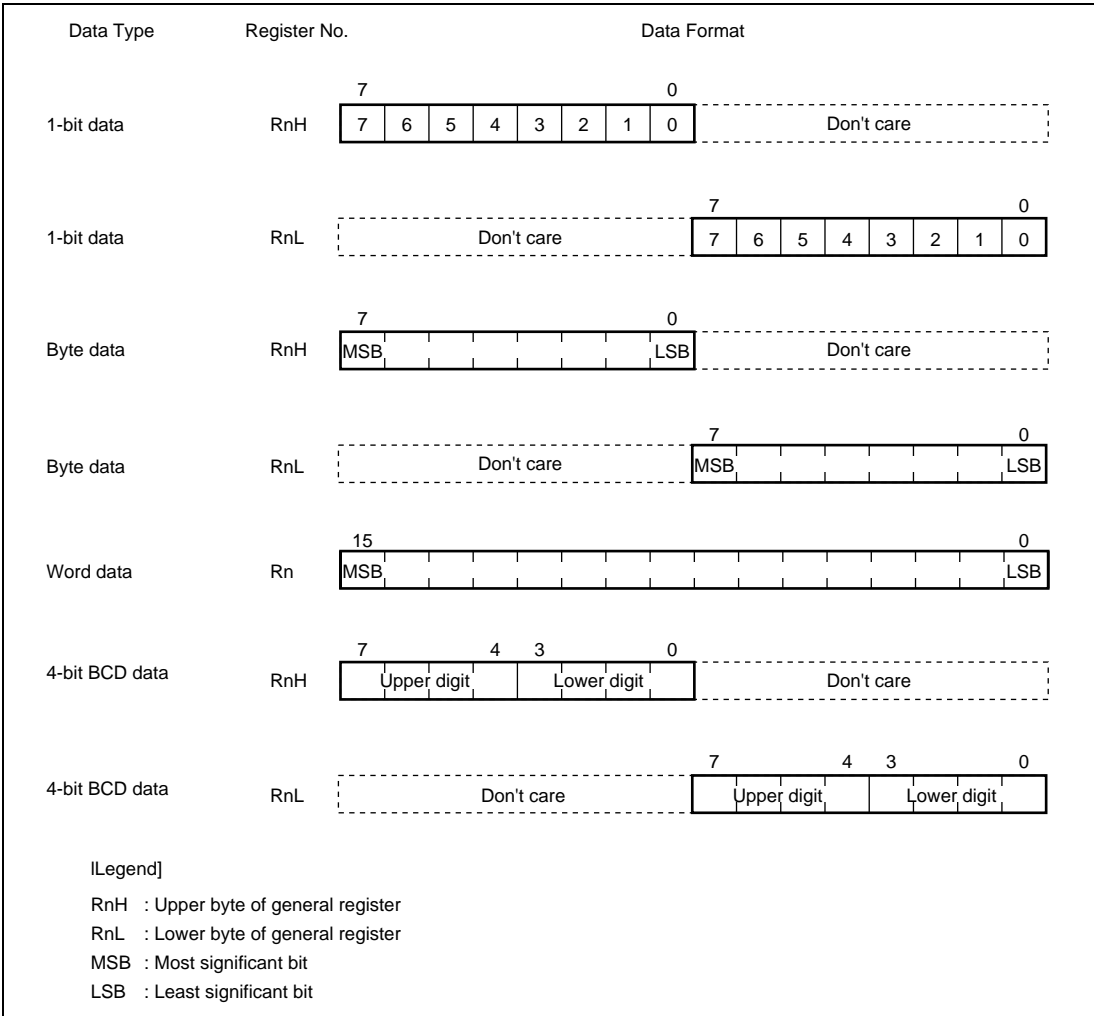 Data Type Register No. Data Format
7 0
1-bit data RnH 7 6 5 4 3 2 1 0 Don't care
7 0
1-bit data RnL Don't care 7 6 5 4 3 2 1 0
7 0
Byte data RnH MSB LSB Don't care
7 0
Byte data RnL Don't care MSB LSB
15 0
Word data Rn MSB LSB
7 4 3 0
4-bit BCD data RnH Upper digit Lower digit Don't care
7 4 3 0
4-bit BCD data RnL Don't care Upper digit Lower digit
lLegend]
RnH : Upper byte of general register
RnL : Lower byte of general register
MSB : Most significant bit
LSB : Least significant bit